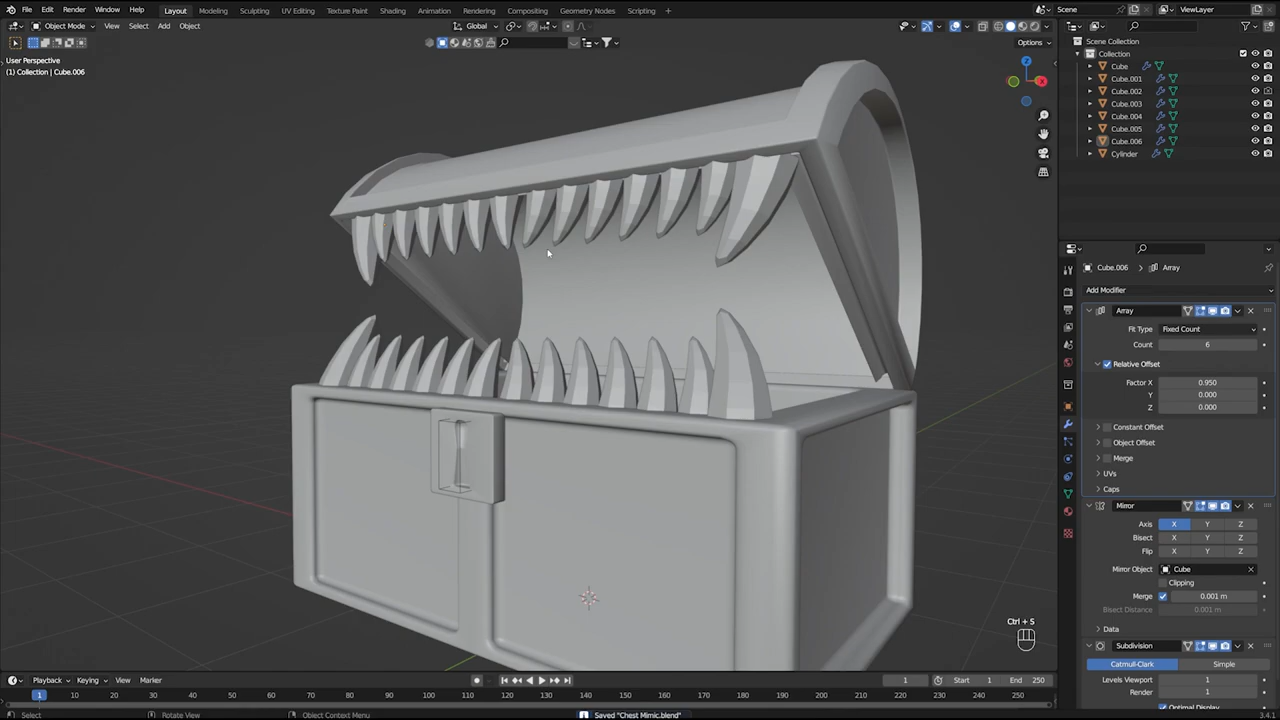 File Edit Render Window Help Layout Modeling Sculpting UV Editing Texture Paint Shading Animation Rendering Compositing Geometry Nodes Scripting + Scene ViewLayer
Object Mode View Select Add Object Global
Options
User Perspective
(1) Collection | Cube.006
Scene Collection
Collection
Cube
Cube.001
Cube.002
Cube.003
Cube.004
Cube.005
Cube.006
Cylinder
Cube.006 > Array
Add Modifier
Array
Fit Type Fixed Count
Count 6
Relative Offset
Factor X 0.950
Y 0.000
Z 0.000
Constant Offset
Object Offset
Merge
UVs
Caps
Mirror
Axis X Y Z
Bisect X Y Z
Flip X Y Z
Mirror Object Cube
Clipping
Merge 0.001 m
Bisect Distance 0.001 m
Data
Subdivision
Catmull-Clark Simple
Levels Viewport 1
Render 1
Optimal Display
Ctrl + S
Playback Keying View Marker 1 Start 1 End 250
1 10 20 30 40 50 60 70 80 90 100 110 120 130 140 150 160 170 180 190 200 210 220 230 240 250
Select Rotate View Object Context Menu Saved "Chest Mimic.blend" 3.4.1